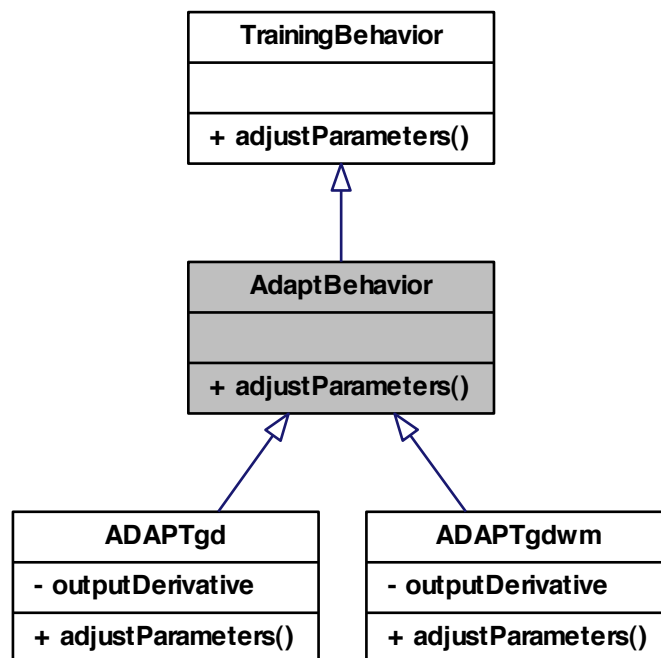 TrainingBehavior
+ adjustParameters()
AdaptBehavior
+ adjustParameters()
ADAPTgd
- outputDerivative
+ adjustParameters()
ADAPTgdwm
- outputDerivative
+ adjustParameters()